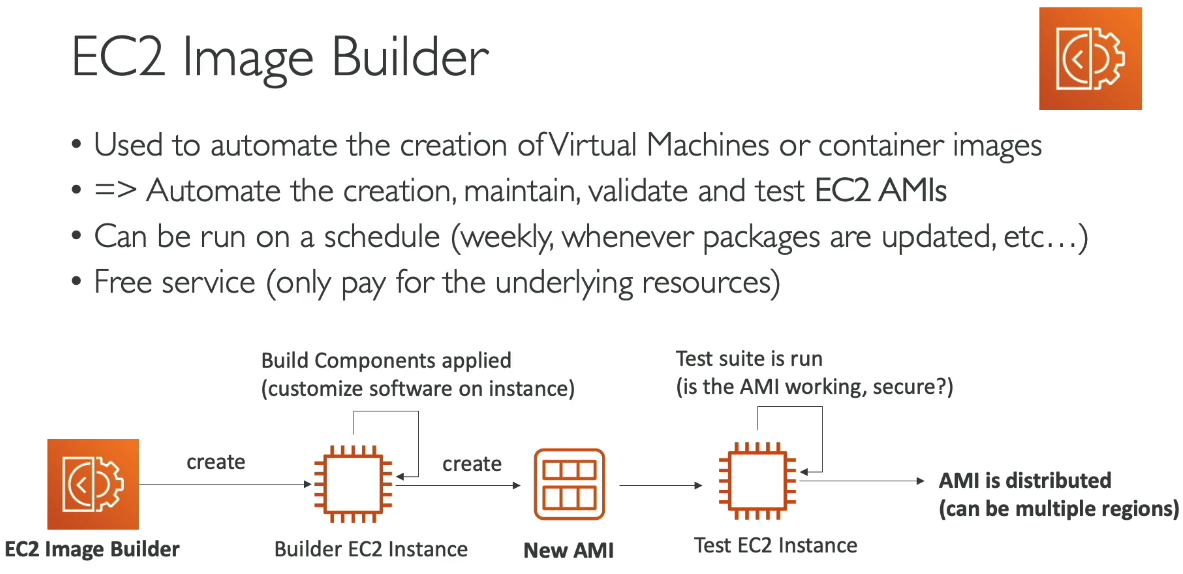 EC2 Image Builder
• Used to automate the creation of Virtual Machines or container images
• => Automate the creation, maintain, validate and test EC2 AMIs
• Can be run on a schedule (weekly, whenever packages are updated, etc…)
• Free service (only pay for the underlying resources)
Build Components applied
(customize software on instance)
Test suite is run
(is the AMI working, secure?)
create
create
AMI is distributed
(can be multiple regions)
EC2 Image Builder
Builder EC2 Instance
New AMI
Test EC2 Instance